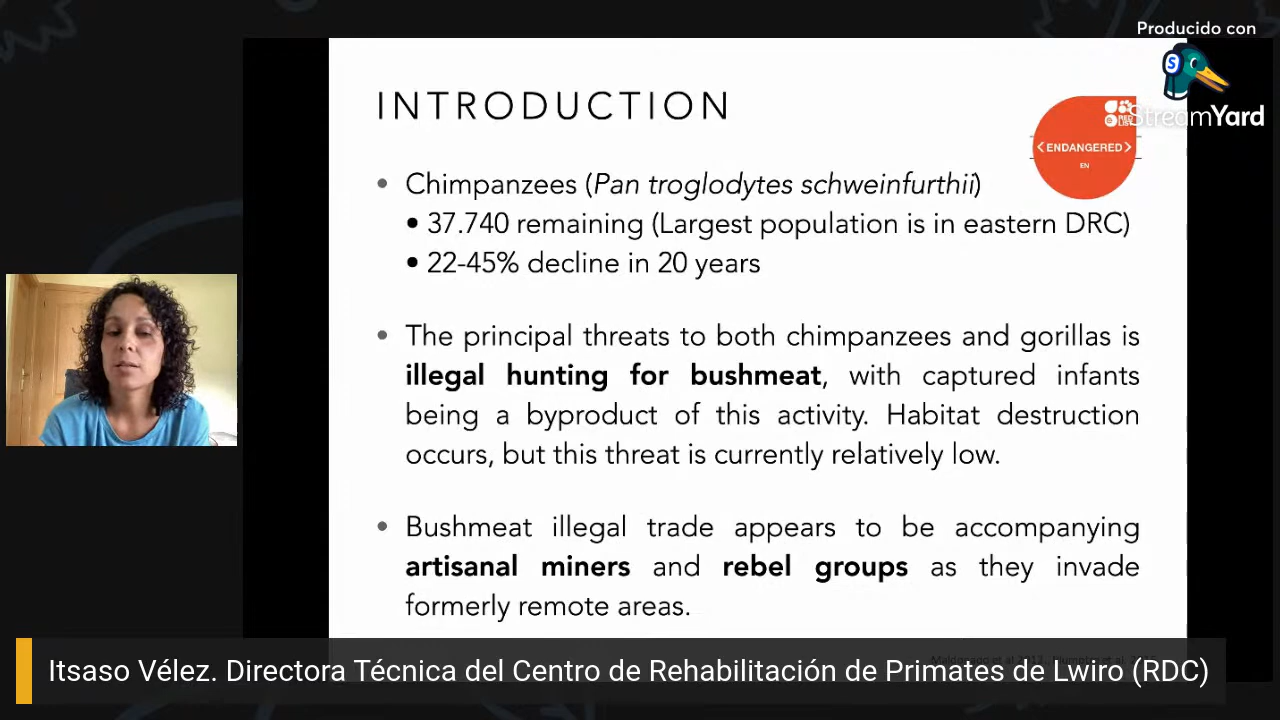 Producido con
StreamYard
INTRODUCTION
<ENDANGERED>
EN
• Chimpanzees (Pan troglodytes schweinfurthii)
• 37.740 remaining (Largest population is in eastern DRC)
• 22-45% decline in 20 years
• The principal threats to both chimpanzees and gorillas is
illegal hunting for bushmeat, with captured infants
being a byproduct of this activity. Habitat destruction
occurs, but this threat is currently relatively low.
• Bushmeat illegal trade appears to be accompanying
artisanal miners and rebel groups as they invade
formerly remote areas.
Itsaso Vélez. Directora Técnica del Centro de Rehabilitación de Primates de Lwiro (RDC)